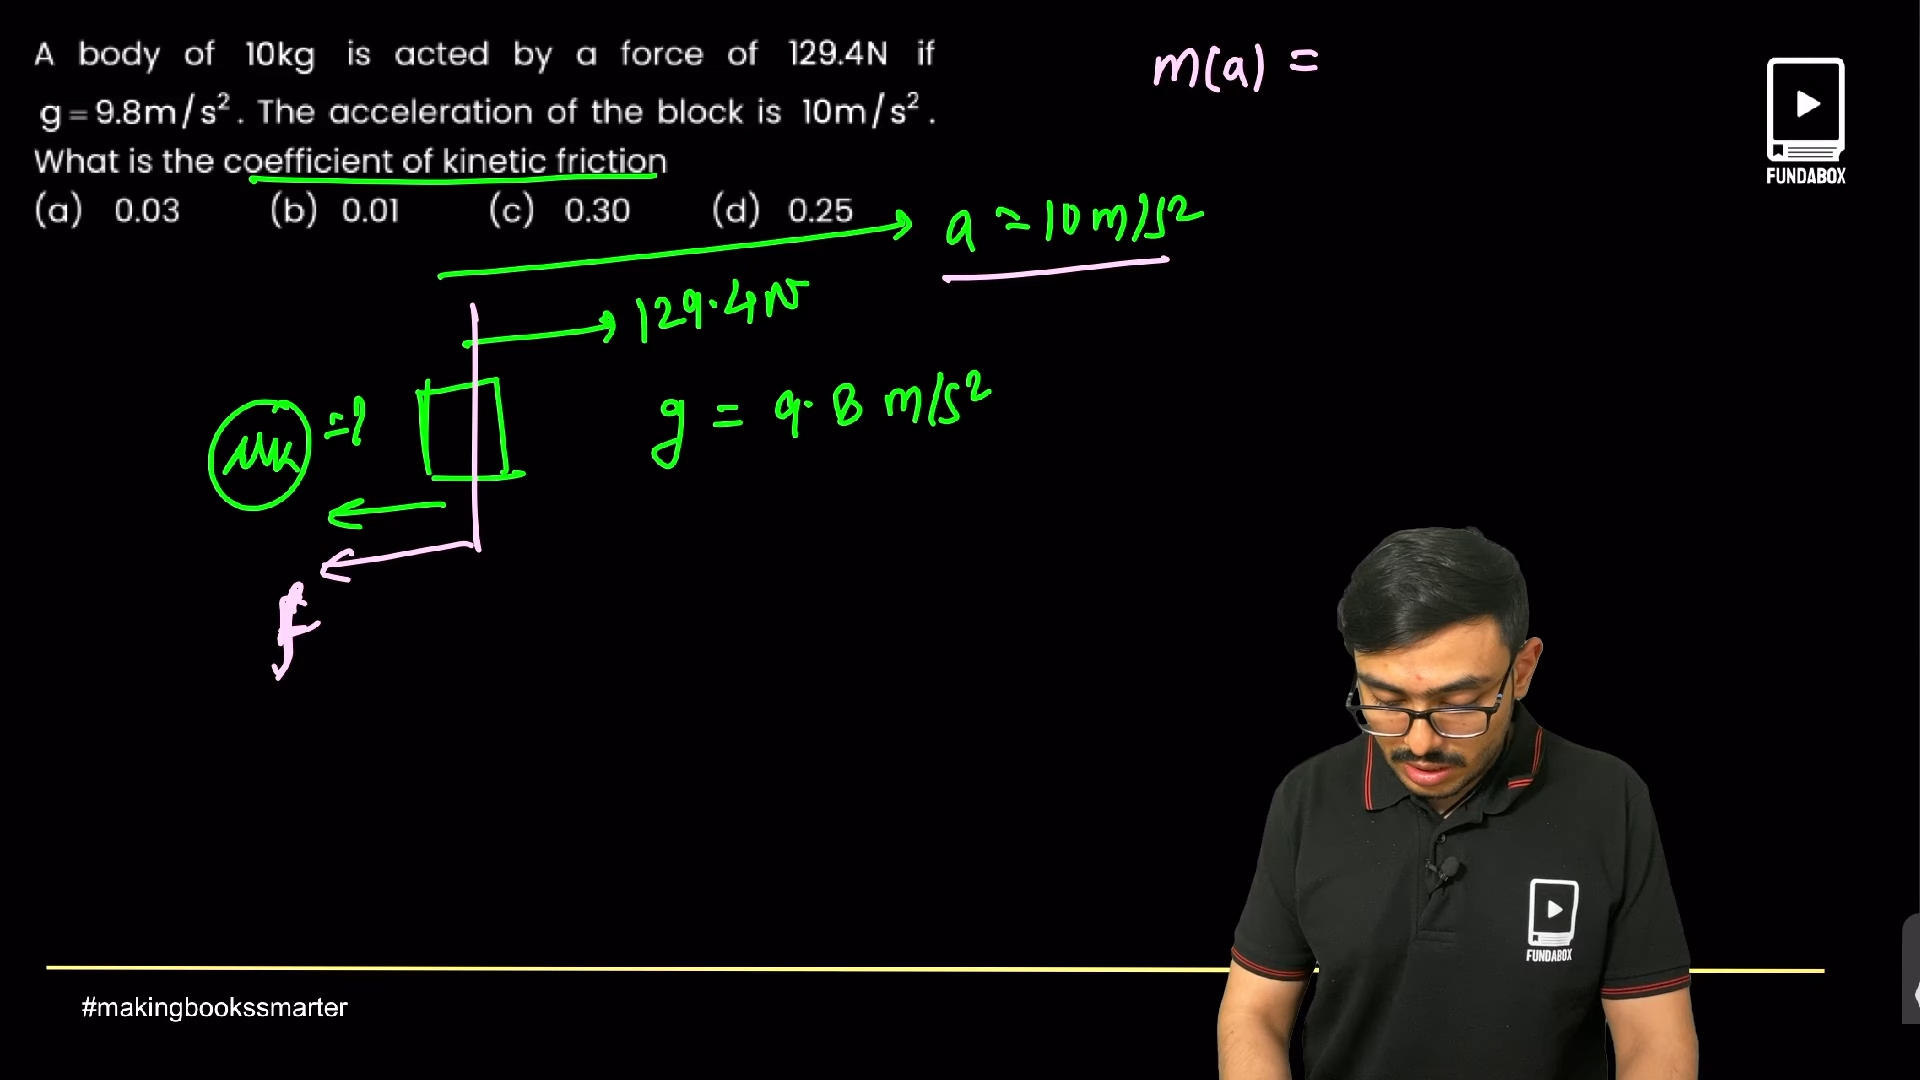 A body of 10kg is acted by a force of 129.4N if
g = 9.8m/s². The acceleration of the block is 10m/s².
What is the coefficient of kinetic friction
(a) 0.03 (b) 0.01 (c) 0.30 (d) 0.25
m(a) =
FUNDABOX
a = 10 m/s²
129.4N
g = 9.8 m/s²
μk = ?
f
FUNDABOX
#makingbookssmarter